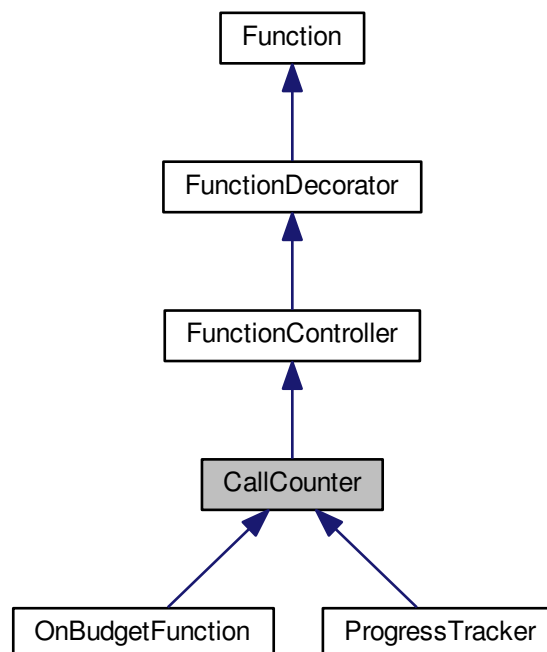 Function
FunctionDecorator
FunctionController
CallCounter
OnBudgetFunction
ProgressTracker